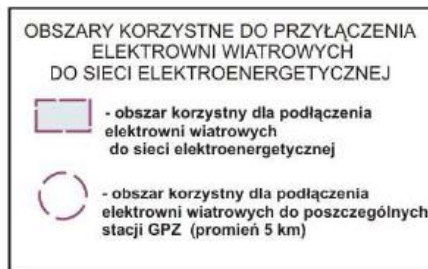 OBSZARY KORZYSTNE DO PRZYŁĄCZENIA
ELEKTROWNI WIATROWYCH
DO SIECI ELEKTROENERGETYCZNEJ
- obszar korzystny dla podłączenia
elektrowni wiatrowych
do sieci elektroenergetycznej
- obszar korzystny dla podłączenia
elektrowni wiatrowych do poszczególnych
stacji GPZ (promień 5 km)